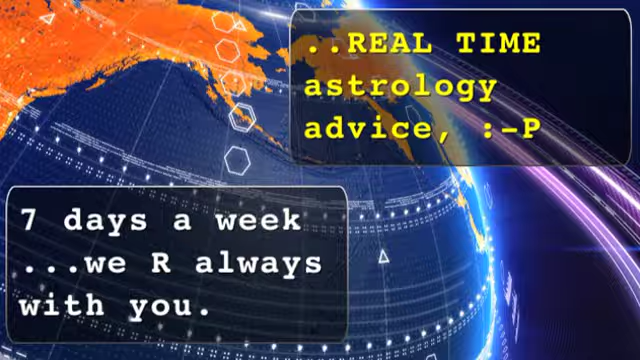 ..REAL TIME
astrology
advice, :-P
7 days a week
...we R always
with you.